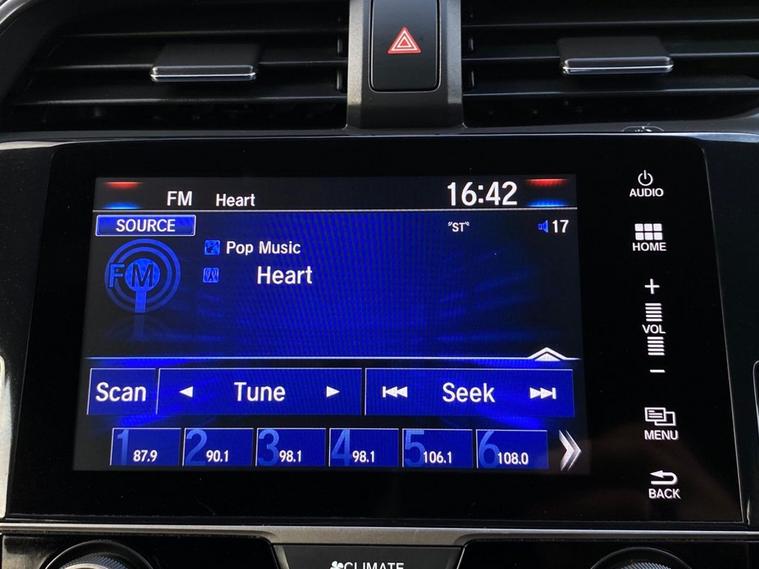 FM Heart 16:42
AUDIO
SOURCE "ST" 17
HOME
Pop Music
FM Heart
+
VOL
-
Scan Tune Seek
MENU
1 87.9 2 90.1 3 98.1 4 98.1 5 106.1 6 108.0
BACK
CLIMATE